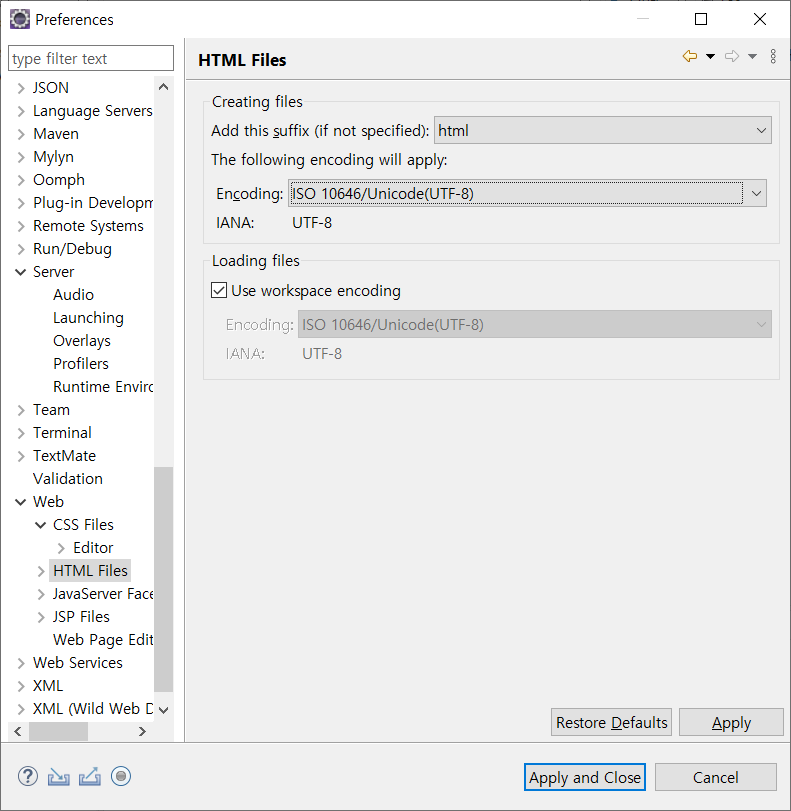 Preferences
type filter text
JSON
Language Servers
Maven
Mylyn
Oomph
Plug-in Developm
Remote Systems
Run/Debug
Server
Audio
Launching
Overlays
Profilers
Runtime Enviro
Team
Terminal
TextMate
Validation
Web
CSS Files
Editor
HTML Files
JavaServer Face
JSP Files
Web Page Edit
Web Services
XML
XML (Wild Web D
HTML Files
Creating files
Add this suffix (if not specified): html
The following encoding will apply:
Encoding: ISO 10646/Unicode(UTF-8)
IANA: UTF-8
Loading files
Use workspace encoding
Encoding: ISO 10646/Unicode(UTF-8)
IANA: UTF-8
Restore Defaults Apply
Apply and Close Cancel